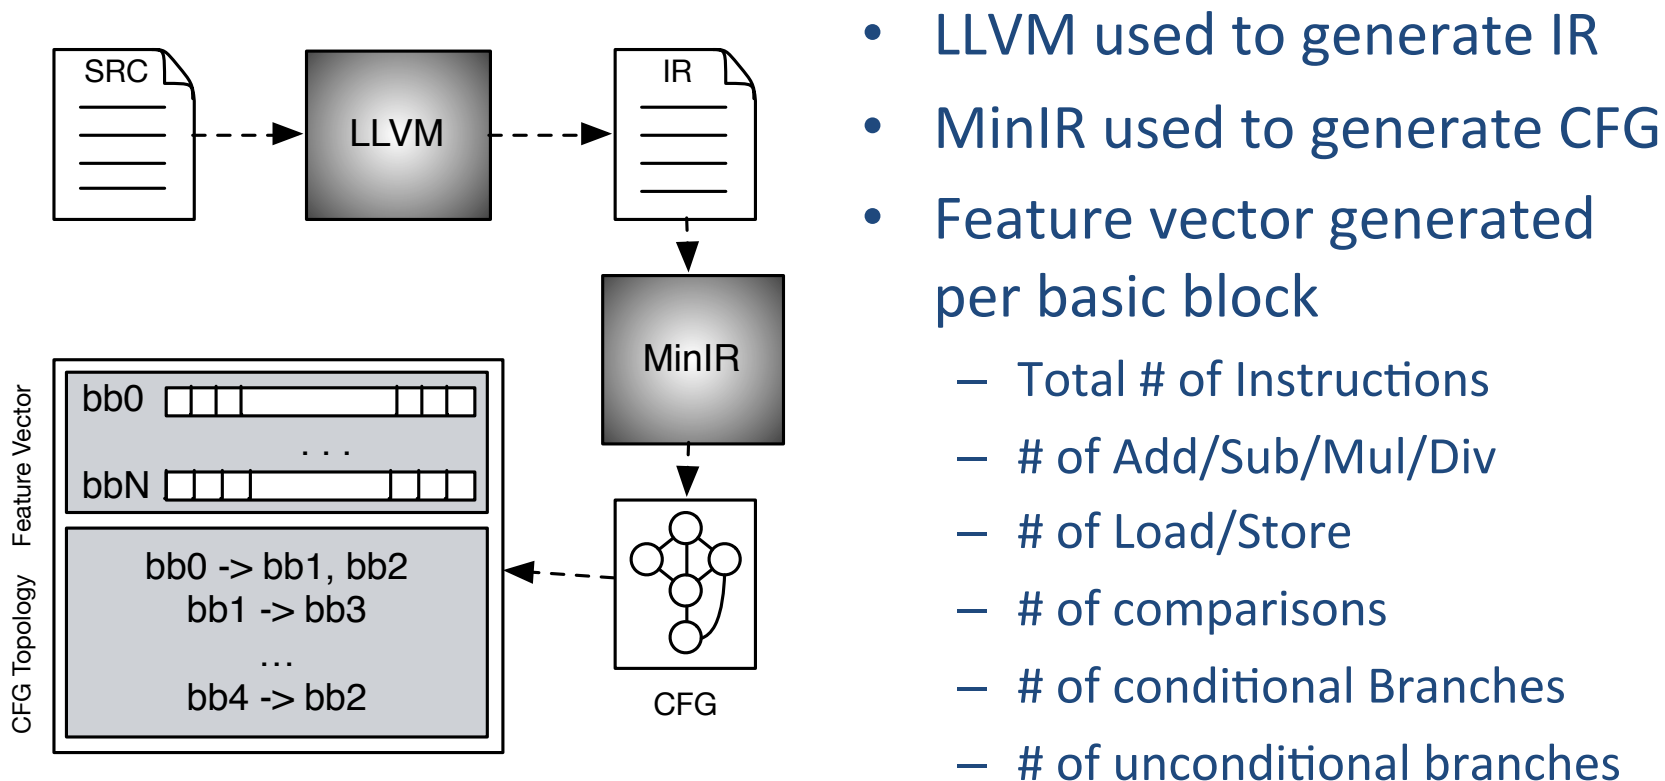 SRC
LLVM
IR
MinIR
CFG
Feature Vector
bb0
. . .
bbN
CFG Topology
bb0 -> bb1, bb2
bb1 -> bb3
...
bb4 -> bb2
• LLVM used to generate IR
• MinIR used to generate CFG
• Feature vector generated
per basic block
– Total # of Instructions
– # of Add/Sub/Mul/Div
– # of Load/Store
– # of comparisons
– # of conditional Branches
– # of unconditional branches